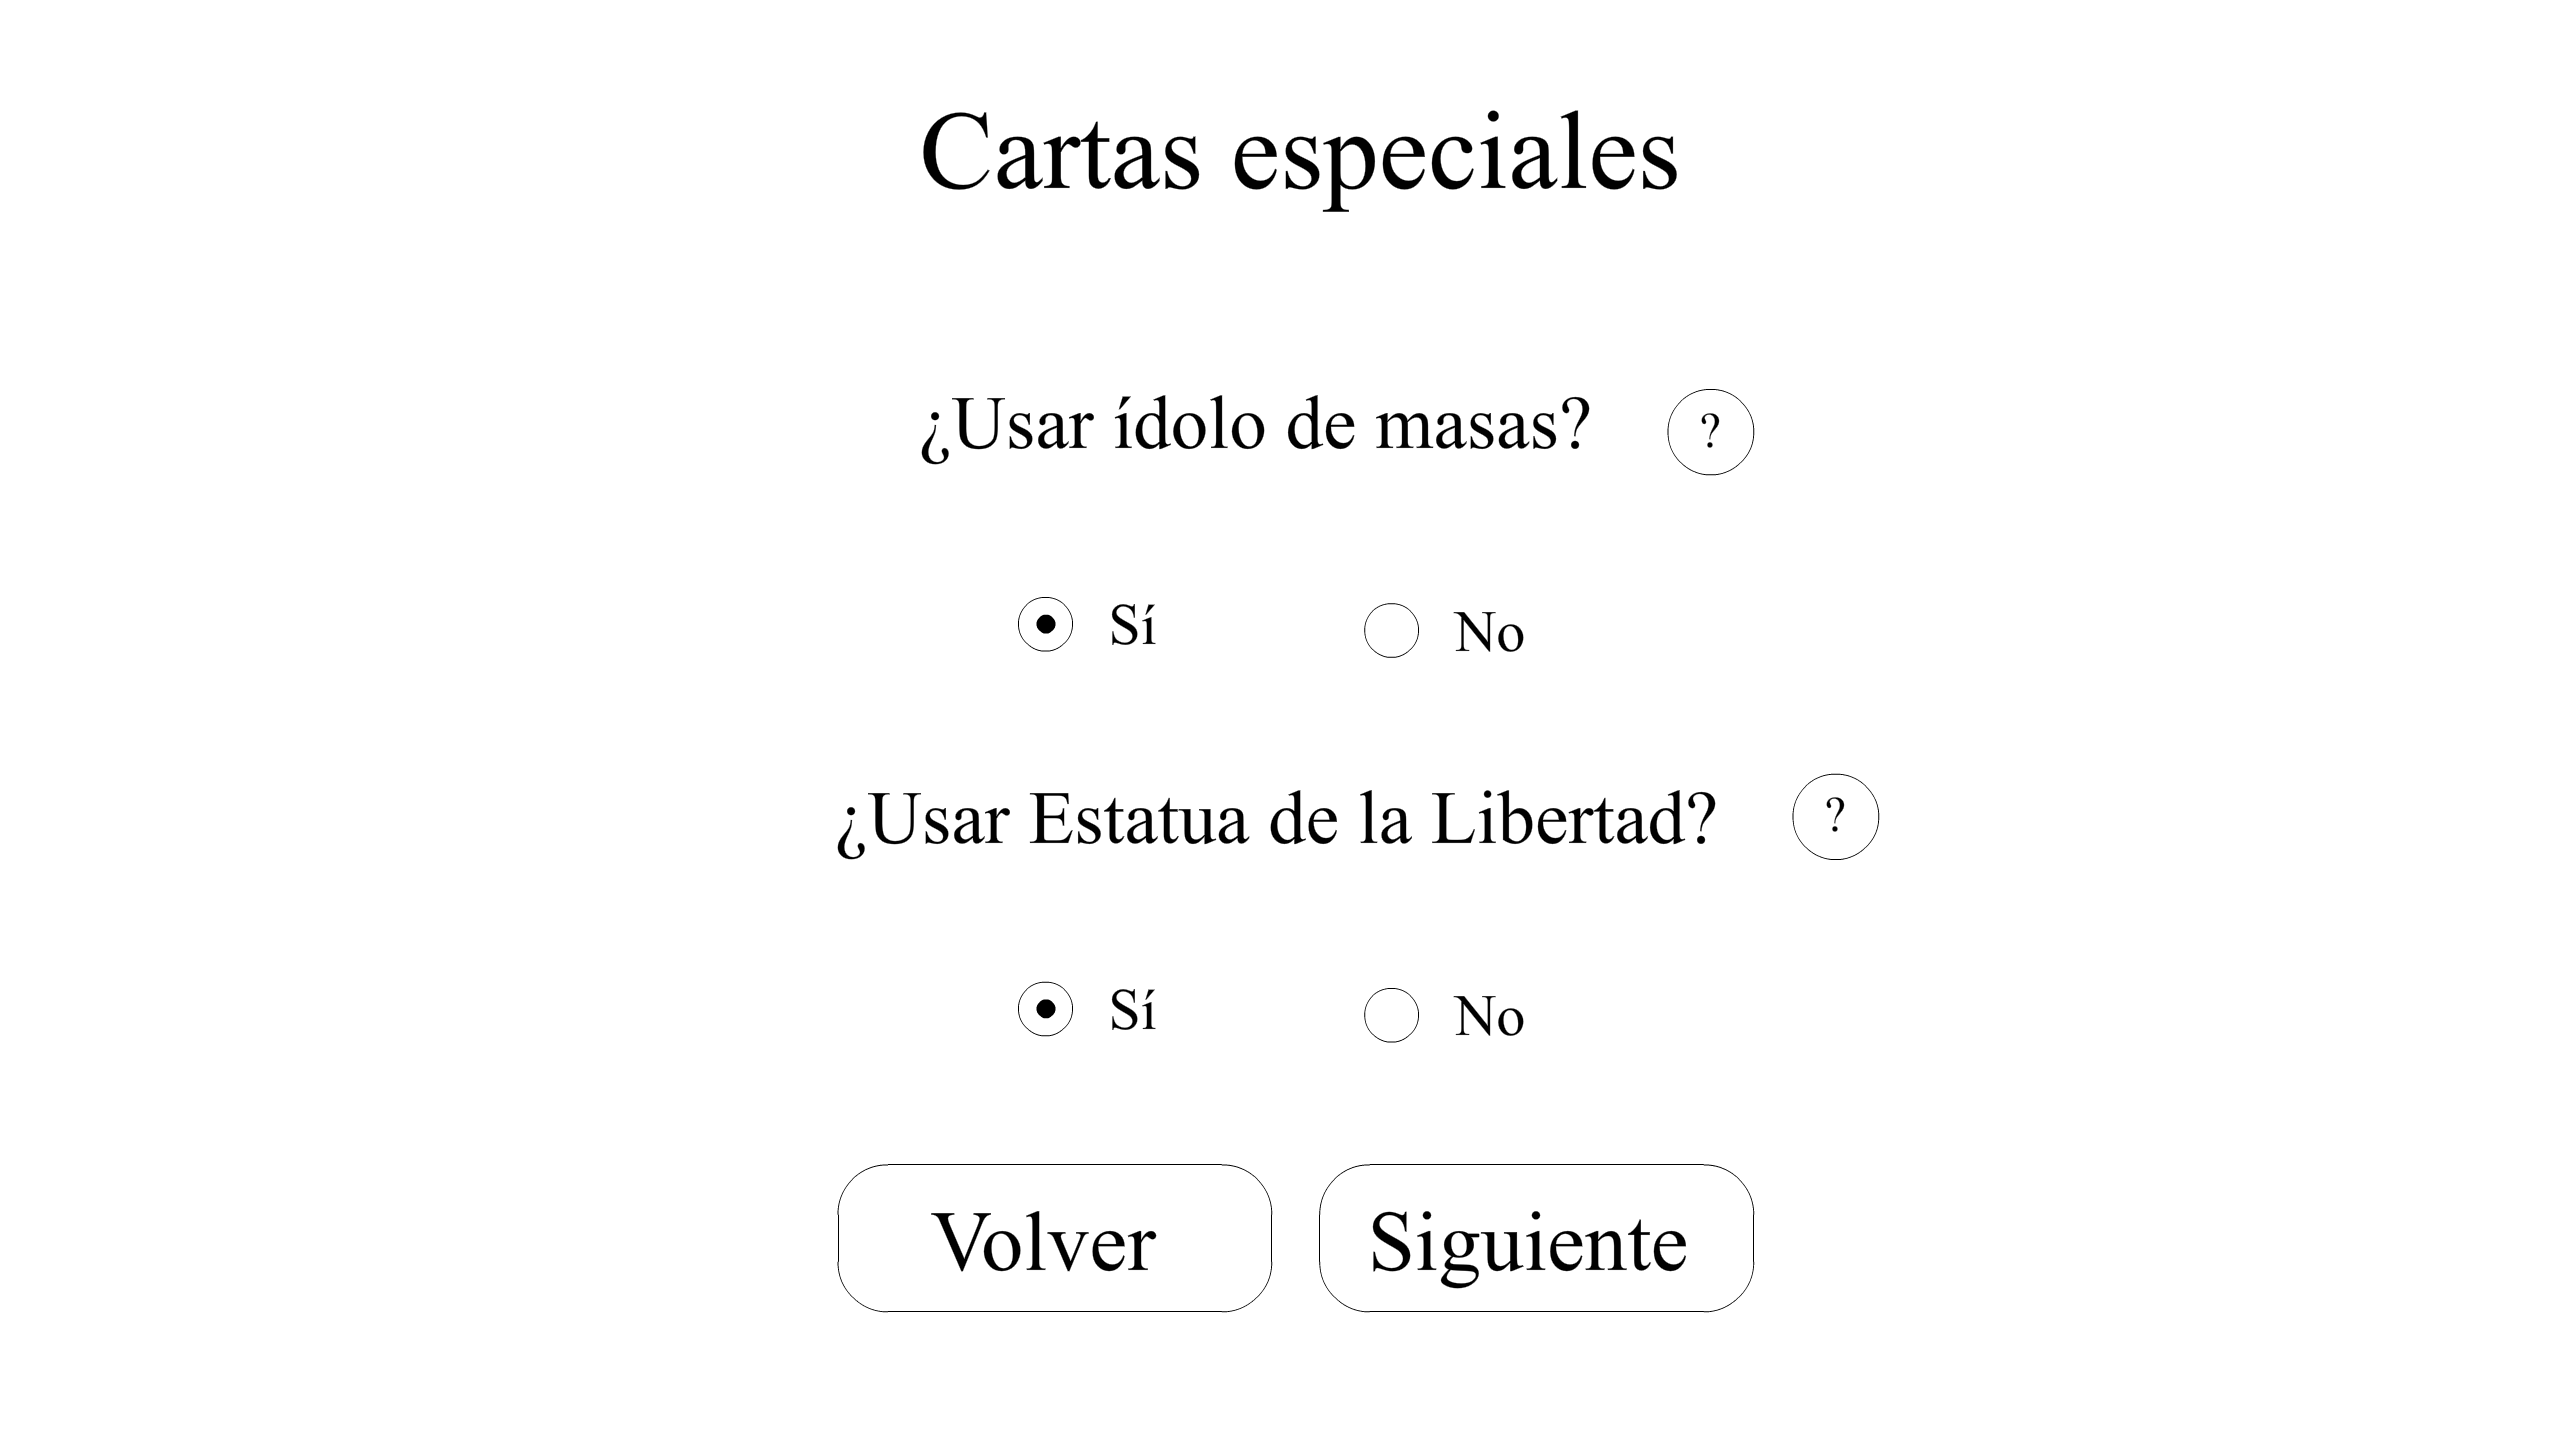 Cartas especiales
¿Usar ídolo de masas? ?
Sí No
¿Usar Estatua de la Libertad? ?
Sí No
Volver Siguiente